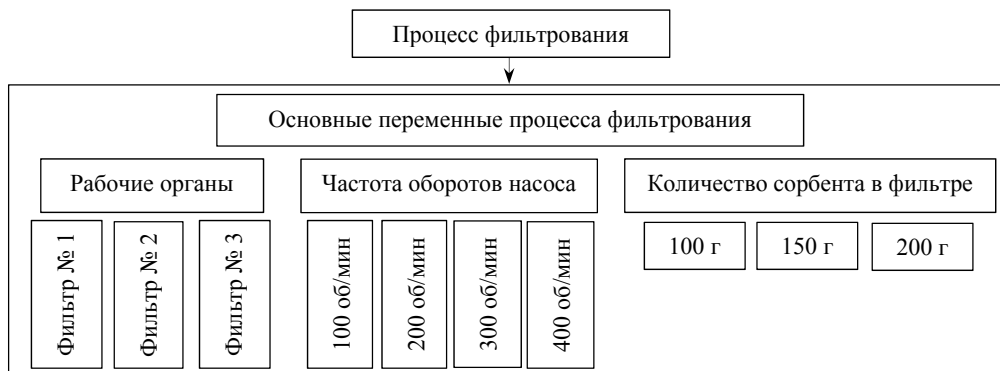 Процесс фильтрования
Основные переменные процесса фильтрования
Рабочие органы
Частота оборотов насоса
Количество сорбента в фильтре
Фильтр № 1
Фильтр № 2
Фильтр № 3
100 об/мин
200 об/мин
300 об/мин
400 об/мин
100 г
150 г
200 г